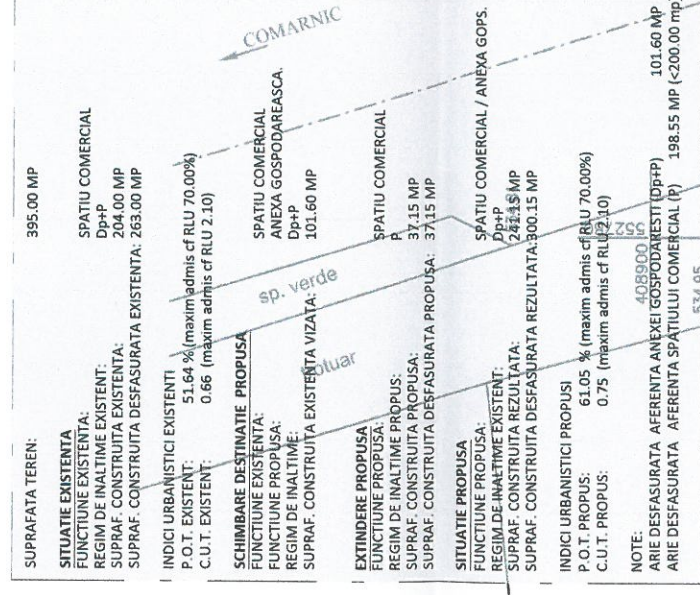 SUPRAFATA TEREN: 395.00 MP
SITUATIE EXISTENTA
FUNCTIUNE EXISTENTA: SPATIU COMERCIAL
REGIM DE INALTIME EXISTENT: Dp+P
SUPRAF. CONSTRUITA EXISTENTA: 204.00 MP
SUPRAF. CONSTRUITA DESFASURATA EXISTENTA: 263.00 MP
INDICI URBANISTICI EXISTENTI
P.O.T. EXISTENT: 51.64 % (maxim admis cf RLU 70.00%)
C.U.T. EXISTENT: 0.66 (maxim admis cf RLU 2.10)
SCHIMBARE DESTINATIE PROPUSA
FUNCTIUNE EXISTENTA: SPATIU COMERCIAL
FUNCTIUNE PROPUSA: ANEXA GOSPODAREASCA.
REGIM DE INALTIME: Dp+P
SUPRAF. CONSTRUITA EXISTENTA VIZATA: 101.60 MP
EXTINDERE PROPUSA
FUNCTIUNE PROPUSA: SPATIU COMERCIAL
REGIM DE INALTIME PROPUS: P
SUPRAF. CONSTRUITA PROPUSA: 37.15 MP
SUPRAF. CONSTRUITA DESFASURATA PROPUSA: 37.15 MP
SITUATIE PROPUSA
FUNCTIUNE PROPUSA: SPATIU COMERCIAL / ANEXA GOPS.
REGIM DE INALTIME EXISTENT: Dp+P
SUPRAF. CONSTRUITA REZULTATA: 241.15 MP
SUPRAF. CONSTRUITA DESFASURATA REZULTATA: 300.15 MP
INDICI URBANISTICI PROPUSI
P.O.T. PROPUS: 61.05 % (maxim admis cf RLU 70.00%)
C.U.T. PROPUS: 0.75 (maxim admis cf RLU 2.10)
NOTE:
ARIE DESFASURATA AFERENTA ANEXEI GOSPODARESTI (Dp+P) 101.60 MP
ARIE DESFASURATA AFERENTA SPATIULUI COMERCIAL (P) 198.55 MP (<200.00 mp
COMARNIC
sp. verde
408900
534.95